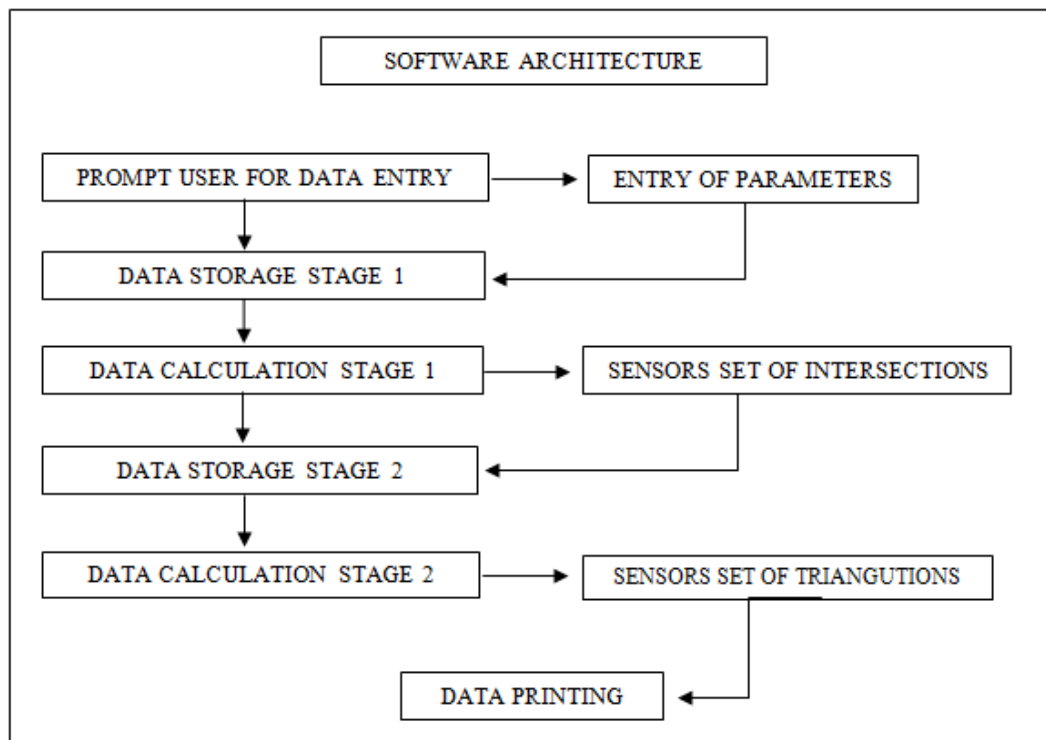 SOFTWARE ARCHITECTURE
PROMPT USER FOR DATA ENTRY
ENTRY OF PARAMETERS
DATA STORAGE STAGE 1
DATA CALCULATION STAGE 1
SENSORS SET OF INTERSECTIONS
DATA STORAGE STAGE 2
DATA CALCULATION STAGE 2
SENSORS SET OF TRIANGUTIONS
DATA PRINTING